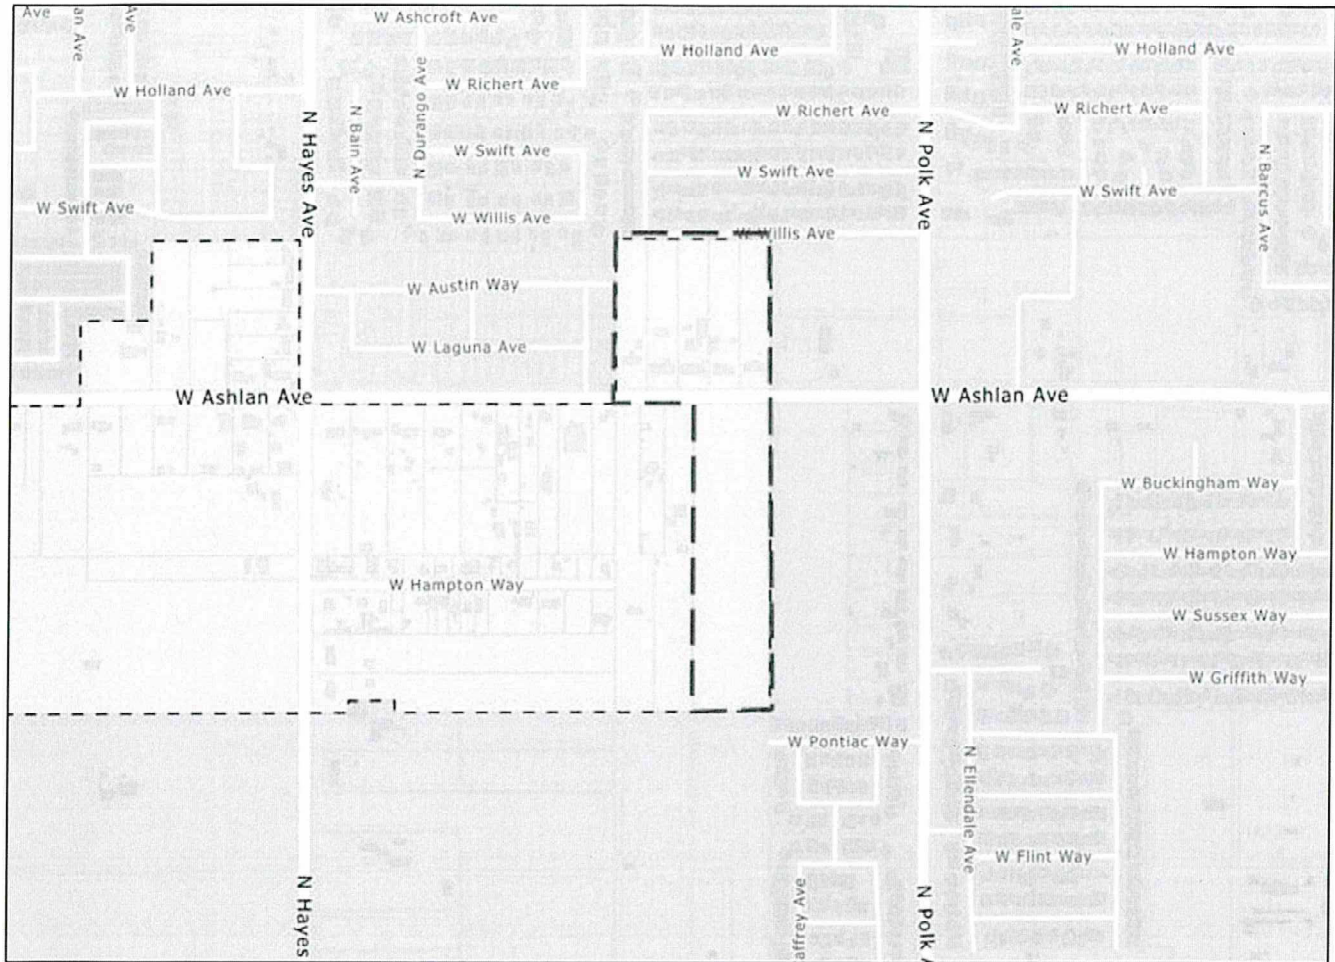 Ave
an Ave
Ave
W Ashcroft Ave
W Holland Ave
ale Ave
W Holland Ave
W Holland Ave
N Hayes Ave
N Bain Ave
N Durango Ave
W Richert Ave
W Richert Ave
N Polk Ave
W Richert Ave
W Swift Ave
W Swift Ave
W Swift Ave
N Barcus Ave
W Swift Ave
W Willis Ave
W Willis Ave
W Austin Way
W Laguna Ave
W Ashlan Ave
W Ashlan Ave
W Buckingham Way
W Hampton Way
W Hampton Way
W Sussex Way
W Griffith Way
W Pontiac Way
N Ellendale Ave
W Flint Way
N Hayes
affrey Ave
N Polk